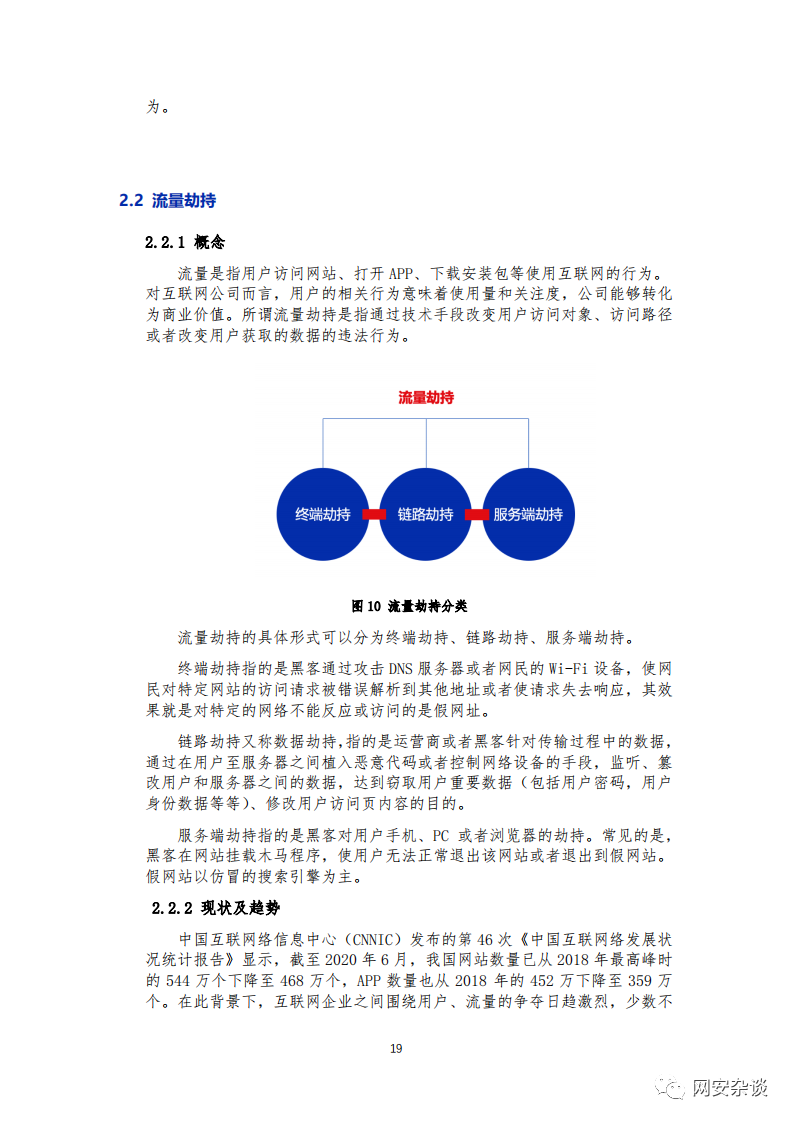 为。
2.2 流量劫持
2.2.1 概念
流量是指用户访问网站、打开 APP、下载安装包等使用互联网的行为。
对互联网公司而言，用户的相关行为意味着使用量和关注度，公司能够转化
为商业价值。所谓流量劫持是指通过技术手段改变用户访问对象、访问路径
或者改变用户获取的数据的违法行为。
流量劫持
终端劫持 链路劫持 服务端劫持
图 10 流量劫持分类
流量劫持的具体形式可以分为终端劫持、链路劫持、服务端劫持。
终端劫持指的是黑客通过攻击 DNS 服务器或者网民的 Wi-Fi 设备，使网
民对特定网站的访问请求被错误解析到其他地址或者使请求失去响应，其效
果就是对特定的网络不能反应或访问的是假网址。
链路劫持又称数据劫持，指的是运营商或者黑客针对传输过程中的数据，
通过在用户至服务器之间植入恶意代码或者控制网络设备的手段，监听、篡
改用户和服务器之间的数据，达到窃取用户重要数据（包括用户密码，用户
身份数据等等）、修改用户访问页内容的目的。
服务端劫持指的是黑客对用户手机、PC 或者浏览器的劫持。常见的是，
黑客在网站挂载木马程序，使用户无法正常退出该网站或者退出到假网站。
假网站以仿冒的搜索引擎为主。
2.2.2 现状及趋势
中国互联网络信息中心（CNNIC）发布的第 46 次《中国互联网络发展状
况统计报告》显示，截至 2020 年 6 月，我国网站数量已从 2018 年最高峰时
的 544 万个下降至 468 万个，APP 数量也从 2018 年的 452 万下降至 359 万
个。在此背景下，互联网企业之间围绕用户、流量的争夺日趋激烈，少数不
19
网安杂谈